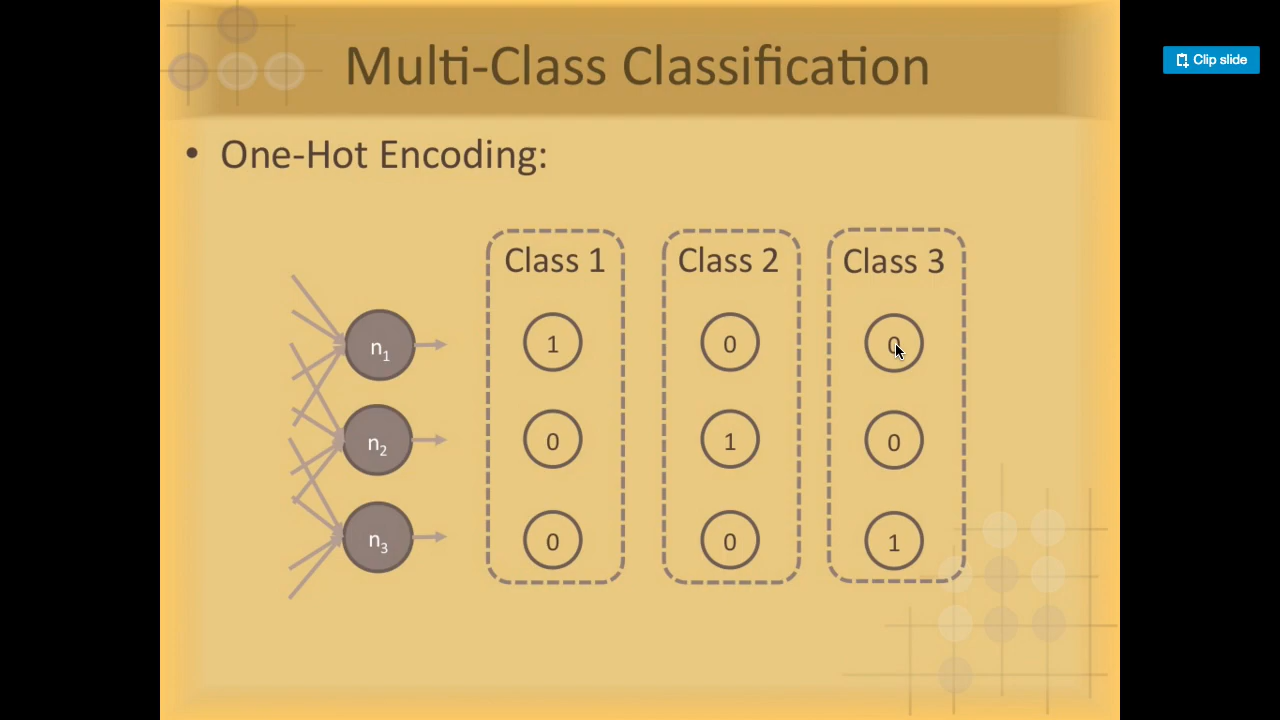 Multi-Class Classification
Clip slide
• One-Hot Encoding:
Class 1 Class 2 Class 3
n1 1 0 0
n2 0 1 0
n3 0 0 1